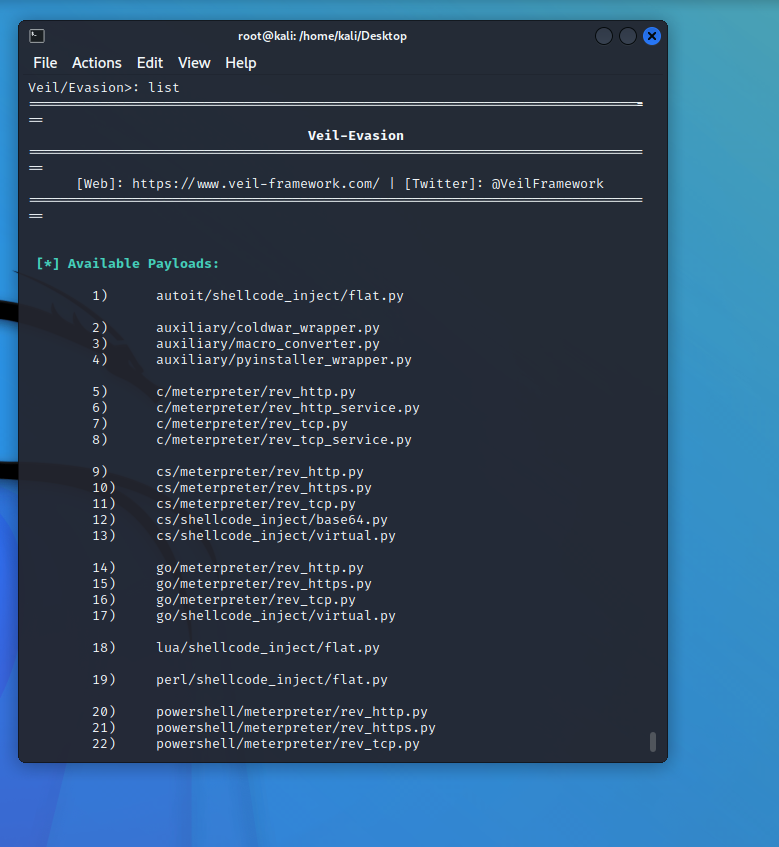 root@kali: /home/kali/Desktop
File Actions Edit View Help
Veil/Evasion>: list
===============================================================================
Veil-Evasion
===============================================================================
[Web]: https://www.veil-framework.com/ | [Twitter]: @VeilFramework
===============================================================================
[*] Available Payloads:
1) autoit/shellcode_inject/flat.py
2) auxiliary/coldwar_wrapper.py
3) auxiliary/macro_converter.py
4) auxiliary/pyinstaller_wrapper.py
5) c/meterpreter/rev_http.py
6) c/meterpreter/rev_http_service.py
7) c/meterpreter/rev_tcp.py
8) c/meterpreter/rev_tcp_service.py
9) cs/meterpreter/rev_http.py
10) cs/meterpreter/rev_https.py
11) cs/meterpreter/rev_tcp.py
12) cs/shellcode_inject/base64.py
13) cs/shellcode_inject/virtual.py
14) go/meterpreter/rev_http.py
15) go/meterpreter/rev_https.py
16) go/meterpreter/rev_tcp.py
17) go/shellcode_inject/virtual.py
18) lua/shellcode_inject/flat.py
19) perl/shellcode_inject/flat.py
20) powershell/meterpreter/rev_http.py
21) powershell/meterpreter/rev_https.py
22) powershell/meterpreter/rev_tcp.py